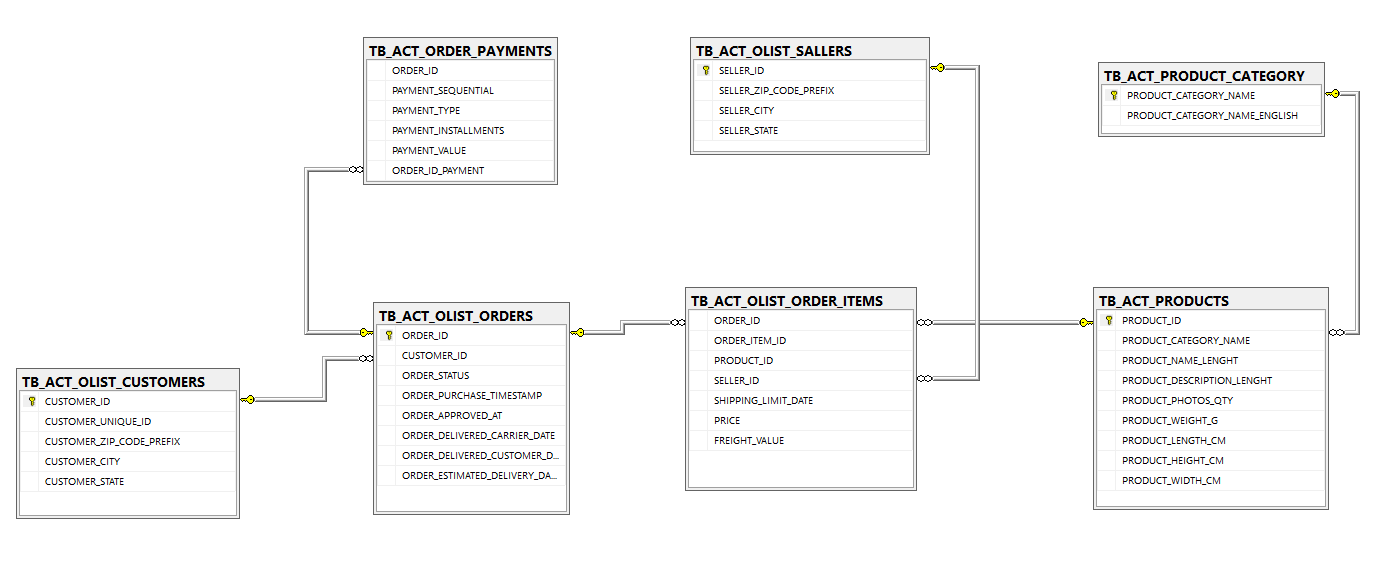 TB_ACT_ORDER_PAYMENTS
ORDER_ID
PAYMENT_SEQUENTIAL
PAYMENT_TYPE
PAYMENT_INSTALLMENTS
PAYMENT_VALUE
ORDER_ID_PAYMENT
TB_ACT_OLIST_SALLERS
SELLER_ID
SELLER_ZIP_CODE_PREFIX
SELLER_CITY
SELLER_STATE
TB_ACT_PRODUCT_CATEGORY
PRODUCT_CATEGORY_NAME
PRODUCT_CATEGORY_NAME_ENGLISH
TB_ACT_OLIST_CUSTOMERS
CUSTOMER_ID
CUSTOMER_UNIQUE_ID
CUSTOMER_ZIP_CODE_PREFIX
CUSTOMER_CITY
CUSTOMER_STATE
TB_ACT_OLIST_ORDERS
ORDER_ID
CUSTOMER_ID
ORDER_STATUS
ORDER_PURCHASE_TIMESTAMP
ORDER_APPROVED_AT
ORDER_DELIVERED_CARRIER_DATE
ORDER_DELIVERED_CUSTOMER_D...
ORDER_ESTIMATED_DELIVERY_DA...
TB_ACT_OLIST_ORDER_ITEMS
ORDER_ID
ORDER_ITEM_ID
PRODUCT_ID
SELLER_ID
SHIPPING_LIMIT_DATE
PRICE
FREIGHT_VALUE
TB_ACT_PRODUCTS
PRODUCT_ID
PRODUCT_CATEGORY_NAME
PRODUCT_NAME_LENGHT
PRODUCT_DESCRIPTION_LENGHT
PRODUCT_PHOTOS_QTY
PRODUCT_WEIGHT_G
PRODUCT_LENGTH_CM
PRODUCT_HEIGHT_CM
PRODUCT_WIDTH_CM